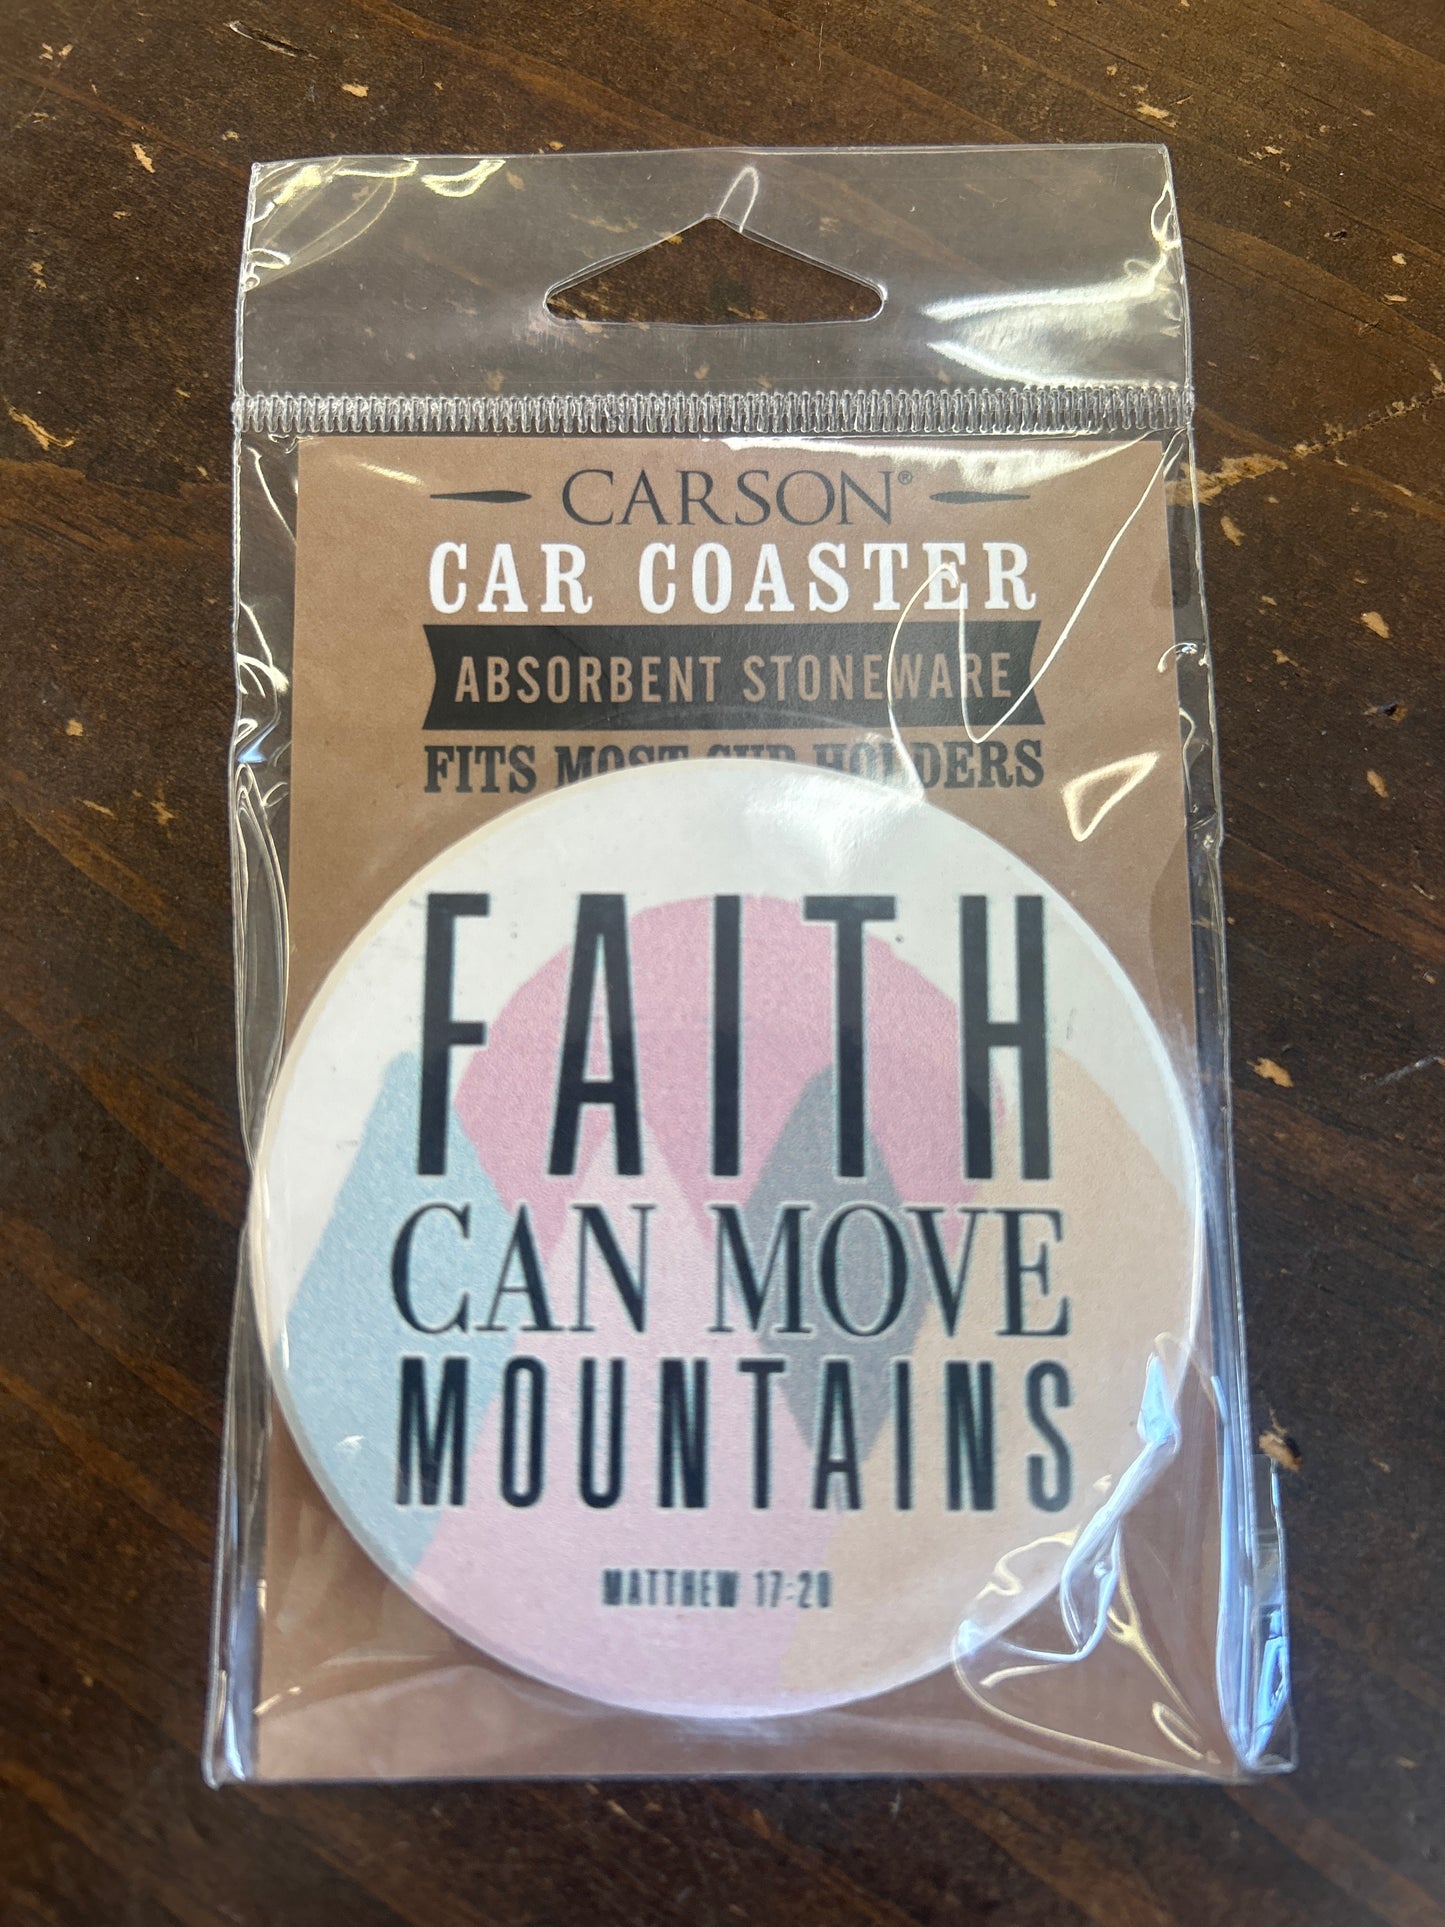 CARSON®
CAR COASTER
ABSORBENT STONEWARE
FITS MOST CUP HOLDERS
FAITH
CAN MOVE
MOUNTAINS
MATTHEW 17:20